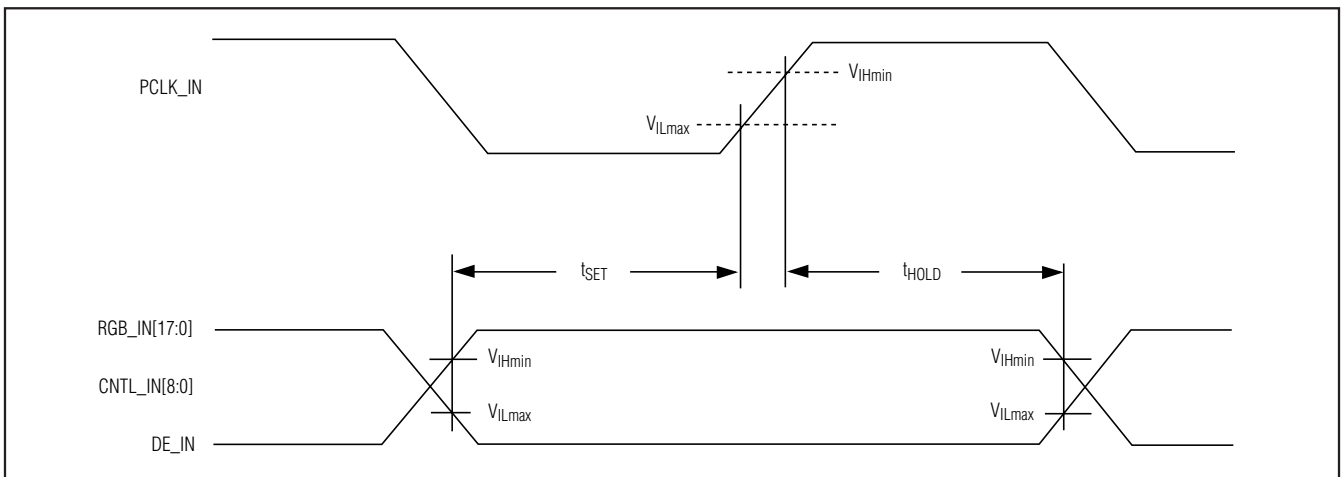 PCLK_IN
VIHmin
VILmax
tSET
tHOLD
RGB_IN[17:0]
CNTL_IN[8:0]
DE_IN
VIHmin
VILmax
VIHmin
VILmax